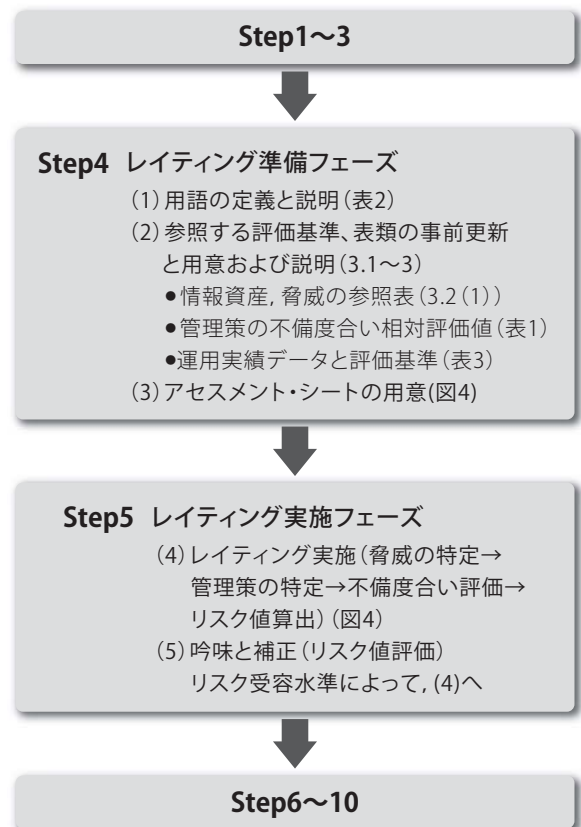 Step1～3
Step4 レイティング準備フェーズ
(1)用語の定義と説明(表2)
(2)参照する評価基準、表類の事前更新
と用意および説明(3.1～3)
●情報資産, 脅威の参照表(3.2(1))
●管理策の不備度合い相対評価値(表1)
●運用実績データと評価基準(表3)
(3)アセスメント・シートの用意(図4)
Step5 レイティング実施フェーズ
(4)レイティング実施(脅威の特定→
管理策の特定→不備度合い評価→
リスク値算出)(図4)
(5)吟味と補正(リスク値評価)
リスク受容水準によって, (4)へ
Step6～10